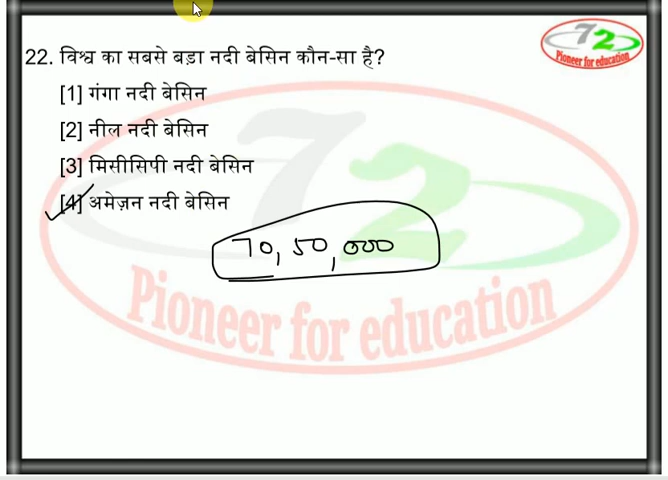 72
Pioneer for education
22. विश्व का सबसे बड़ा नदी बेसिन कौन-सा है?
[1] गंगा नदी बेसिन
[2] नील नदी बेसिन
[3] मिसीसिपी नदी बेसिन
[4] अमेज़न नदी बेसिन
70,50,000
72
Pioneer for education